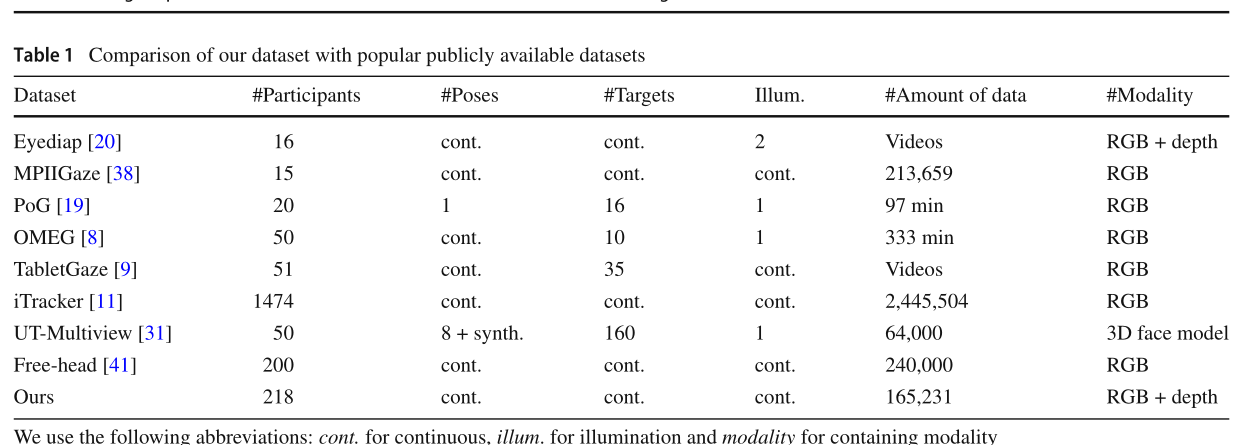 Table 1 Comparison of our dataset with popular publicly available datasets
Dataset #Participants #Poses #Targets Illum. #Amount of data #Modality
Eyediap [20] 16 cont. cont. 2 Videos RGB + depth
MPIIGaze [38] 15 cont. cont. cont. 213,659 RGB
PoG [19] 20 1 16 1 97 min RGB
OMEG [8] 50 cont. 10 1 333 min RGB
TabletGaze [9] 51 cont. 35 cont. Videos RGB
iTracker [11] 1474 cont. cont. cont. 2,445,504 RGB
UT-Multiview [31] 50 8 + synth. 160 1 64,000 3D face model
Free-head [41] 200 cont. cont. cont. 240,000 RGB
Ours 218 cont. cont. cont. 165,231 RGB + depth
We use the following abbreviations: cont. for continuous, illum. for illumination and modality for containing modality